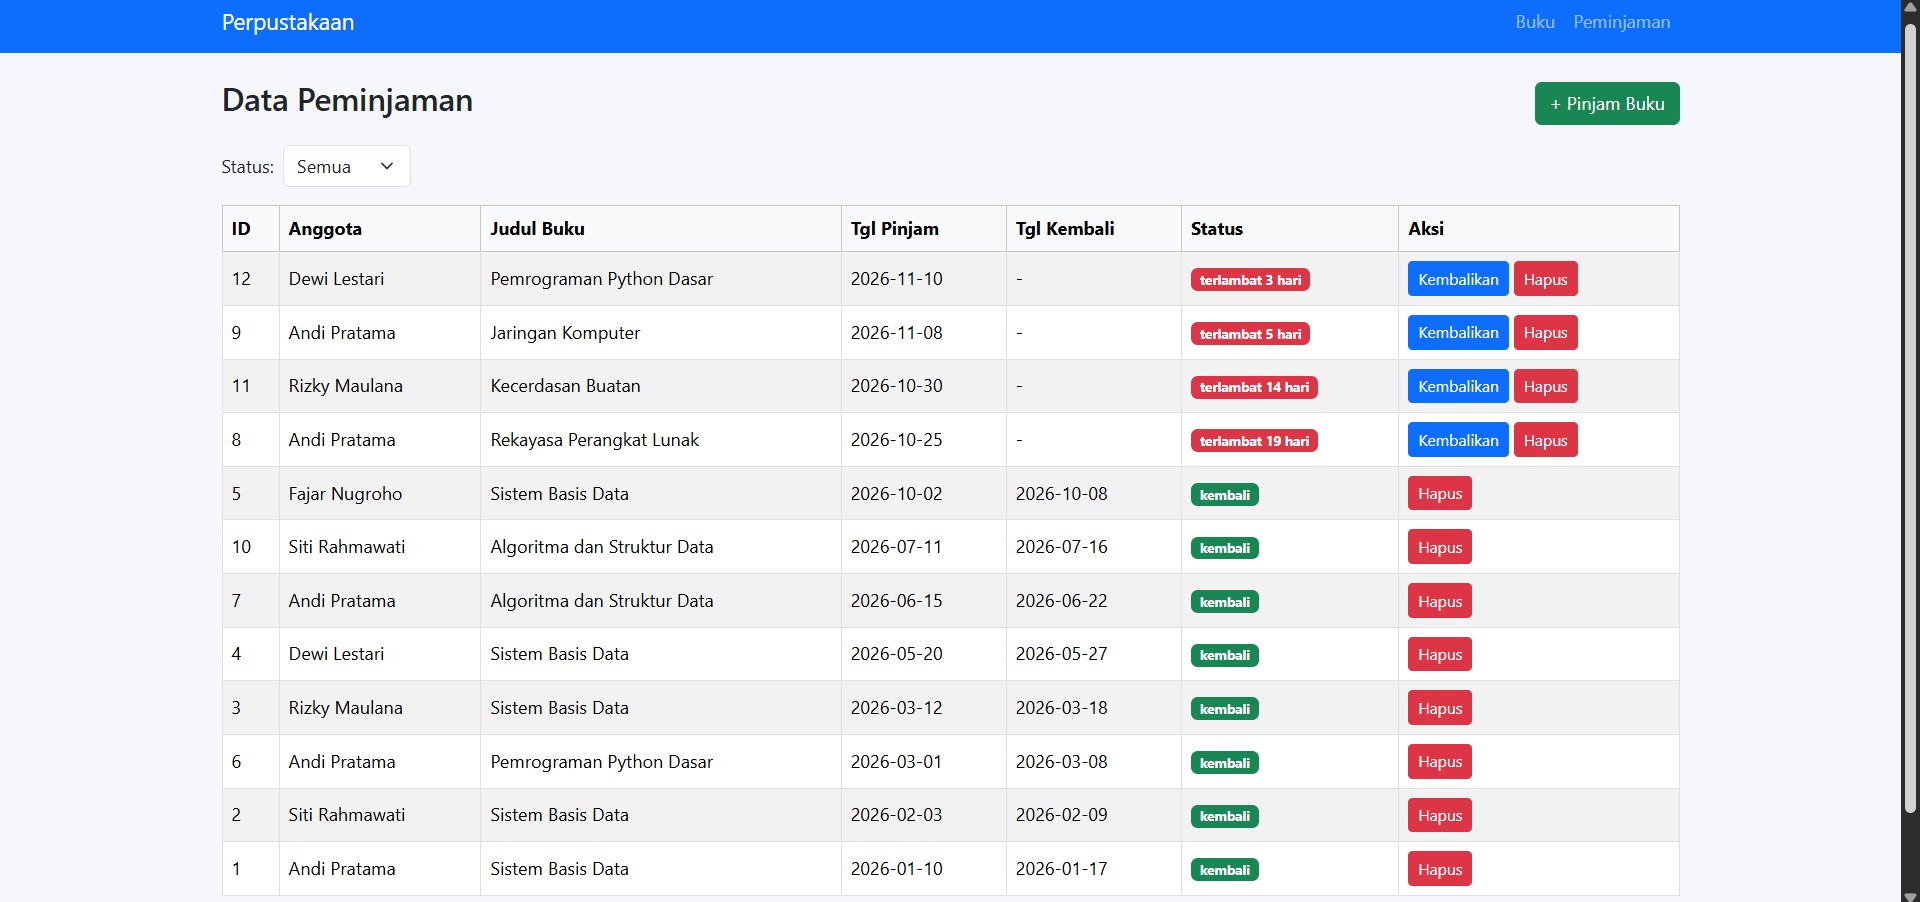 Perpustakaan Buku Peminjaman
Data Peminjaman + Pinjam Buku
Status: Semua
ID Anggota Judul Buku Tgl Pinjam Tgl Kembali Status Aksi
12 Dewi Lestari Pemrograman Python Dasar 2026-11-10 - terlambat 3 hari Kembalikan Hapus
9 Andi Pratama Jaringan Komputer 2026-11-08 - terlambat 5 hari Kembalikan Hapus
11 Rizky Maulana Kecerdasan Buatan 2026-10-30 - terlambat 14 hari Kembalikan Hapus
8 Andi Pratama Rekayasa Perangkat Lunak 2026-10-25 - terlambat 19 hari Kembalikan Hapus
5 Fajar Nugroho Sistem Basis Data 2026-10-02 2026-10-08 kembali Hapus
10 Siti Rahmawati Algoritma dan Struktur Data 2026-07-11 2026-07-16 kembali Hapus
7 Andi Pratama Algoritma dan Struktur Data 2026-06-15 2026-06-22 kembali Hapus
4 Dewi Lestari Sistem Basis Data 2026-05-20 2026-05-27 kembali Hapus
3 Rizky Maulana Sistem Basis Data 2026-03-12 2026-03-18 kembali Hapus
6 Andi Pratama Pemrograman Python Dasar 2026-03-01 2026-03-08 kembali Hapus
2 Siti Rahmawati Sistem Basis Data 2026-02-03 2026-02-09 kembali Hapus
1 Andi Pratama Sistem Basis Data 2026-01-10 2026-01-17 kembali Hapus